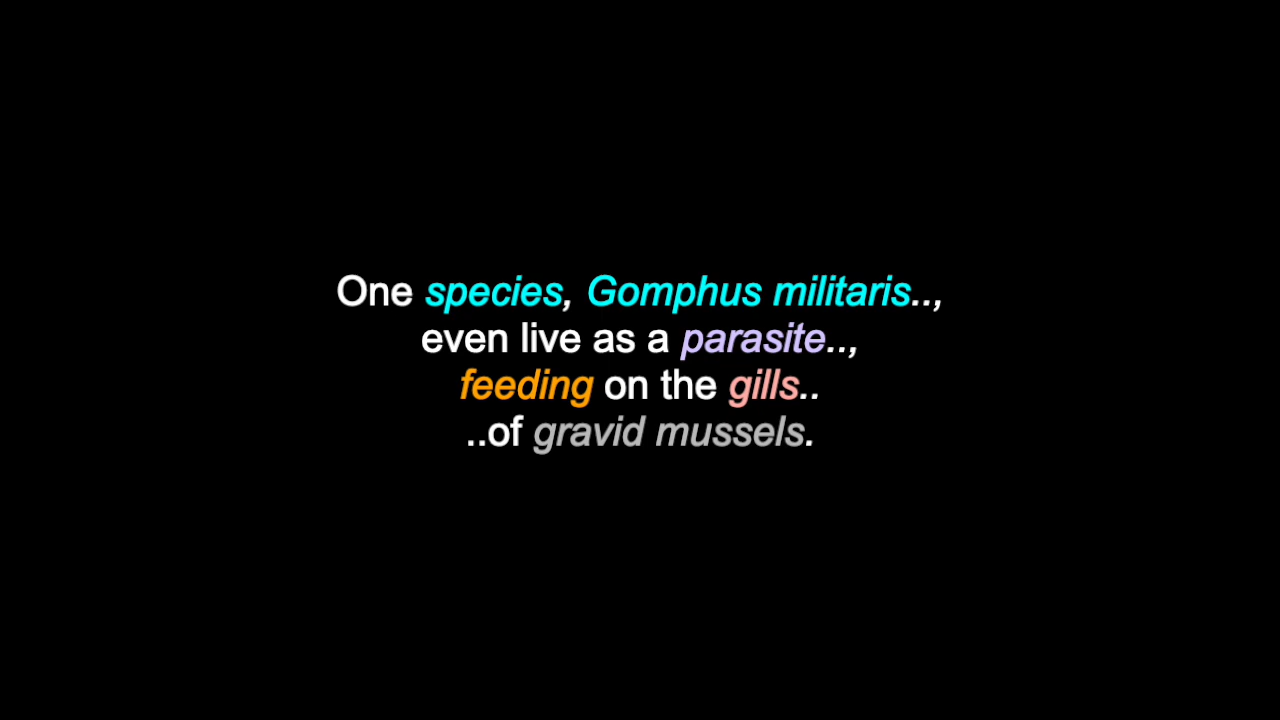 One species, Gomphus militaris..,
even live as a parasite..,
feeding on the gills..
..of gravid mussels.